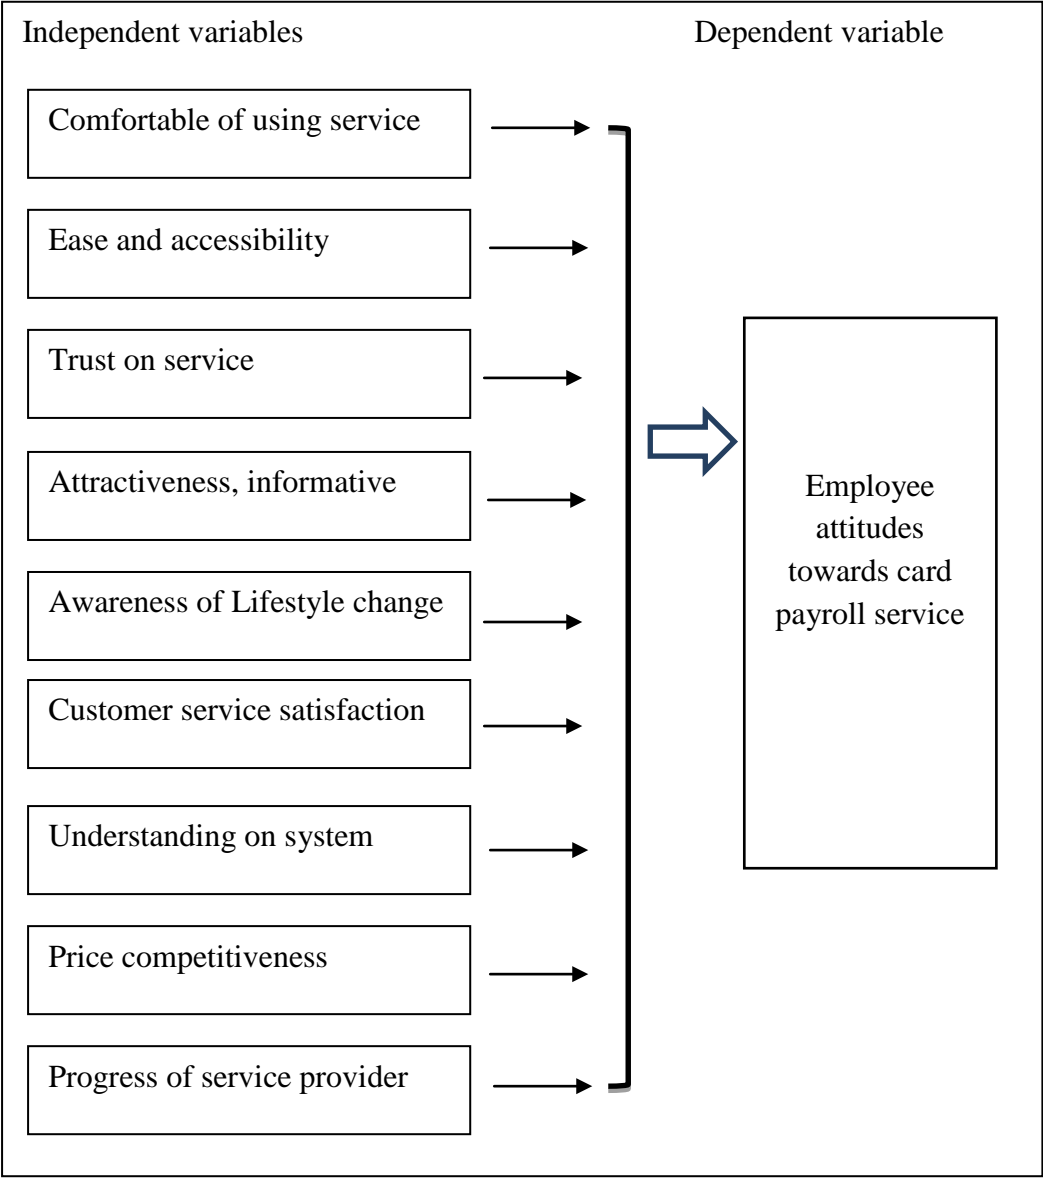 Independent variables
Dependent variable
Comfortable of using service
Ease and accessibility
Trust on service
Attractiveness, informative
Awareness of Lifestyle change
Customer service satisfaction
Understanding on system
Price competitiveness
Progress of service provider
Employee
attitudes
towards card
payroll service